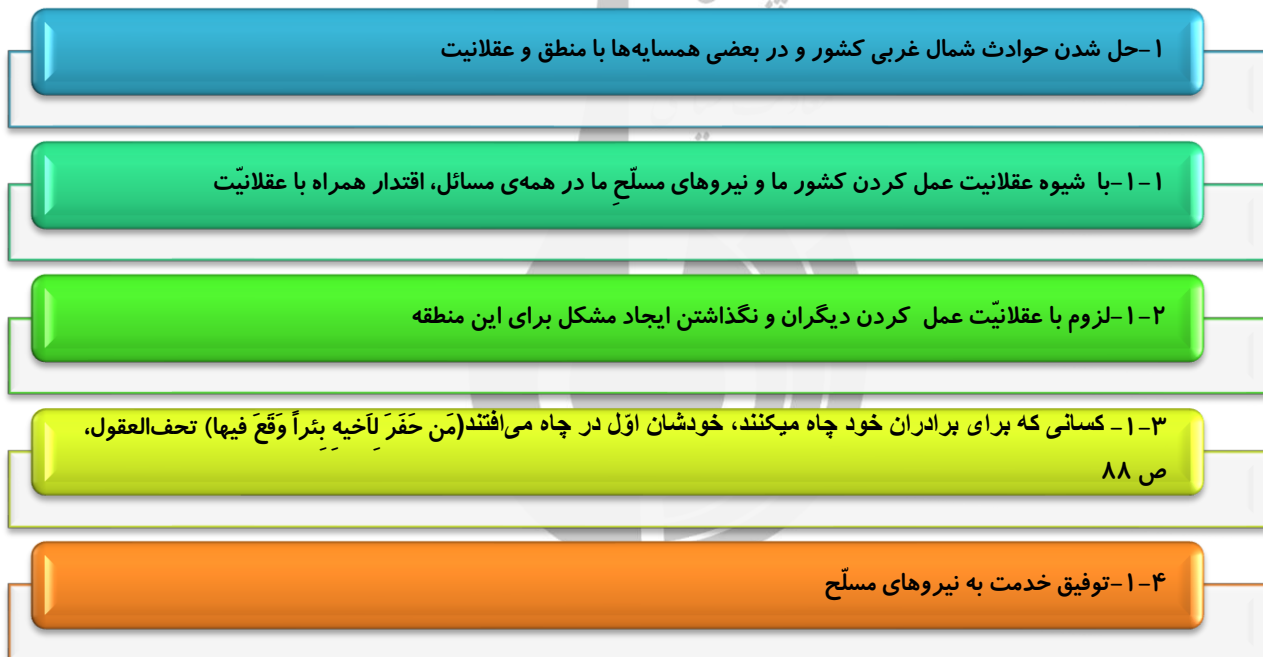 ۱-حل شدن حوادث شمال غربی کشور و در بعضی همسایه‌ها با منطق و عقلانیت
۱-۱-با شیوه عقلانیت عمل کردن کشور ما و نیروهای مسلّحِ ما در همه‌ی مسائل، اقتدار همراه با عقلانیّت
۱-۲-لزوم با عقلانیّت عمل کردن دیگران و نگذاشتن ایجاد مشکل برای این منطقه
۱-۳- کسانی که برای برادران خود چاه میکنند، خودشان اوّل در چاه می‌افتند(مَن حَفَرَ لِاَخیهِ بِئراً وَقَعَ فیها) تحف‌العقول،
ص ۸۸
۱-۴-توفیق خدمت به نیروهای مسلّح